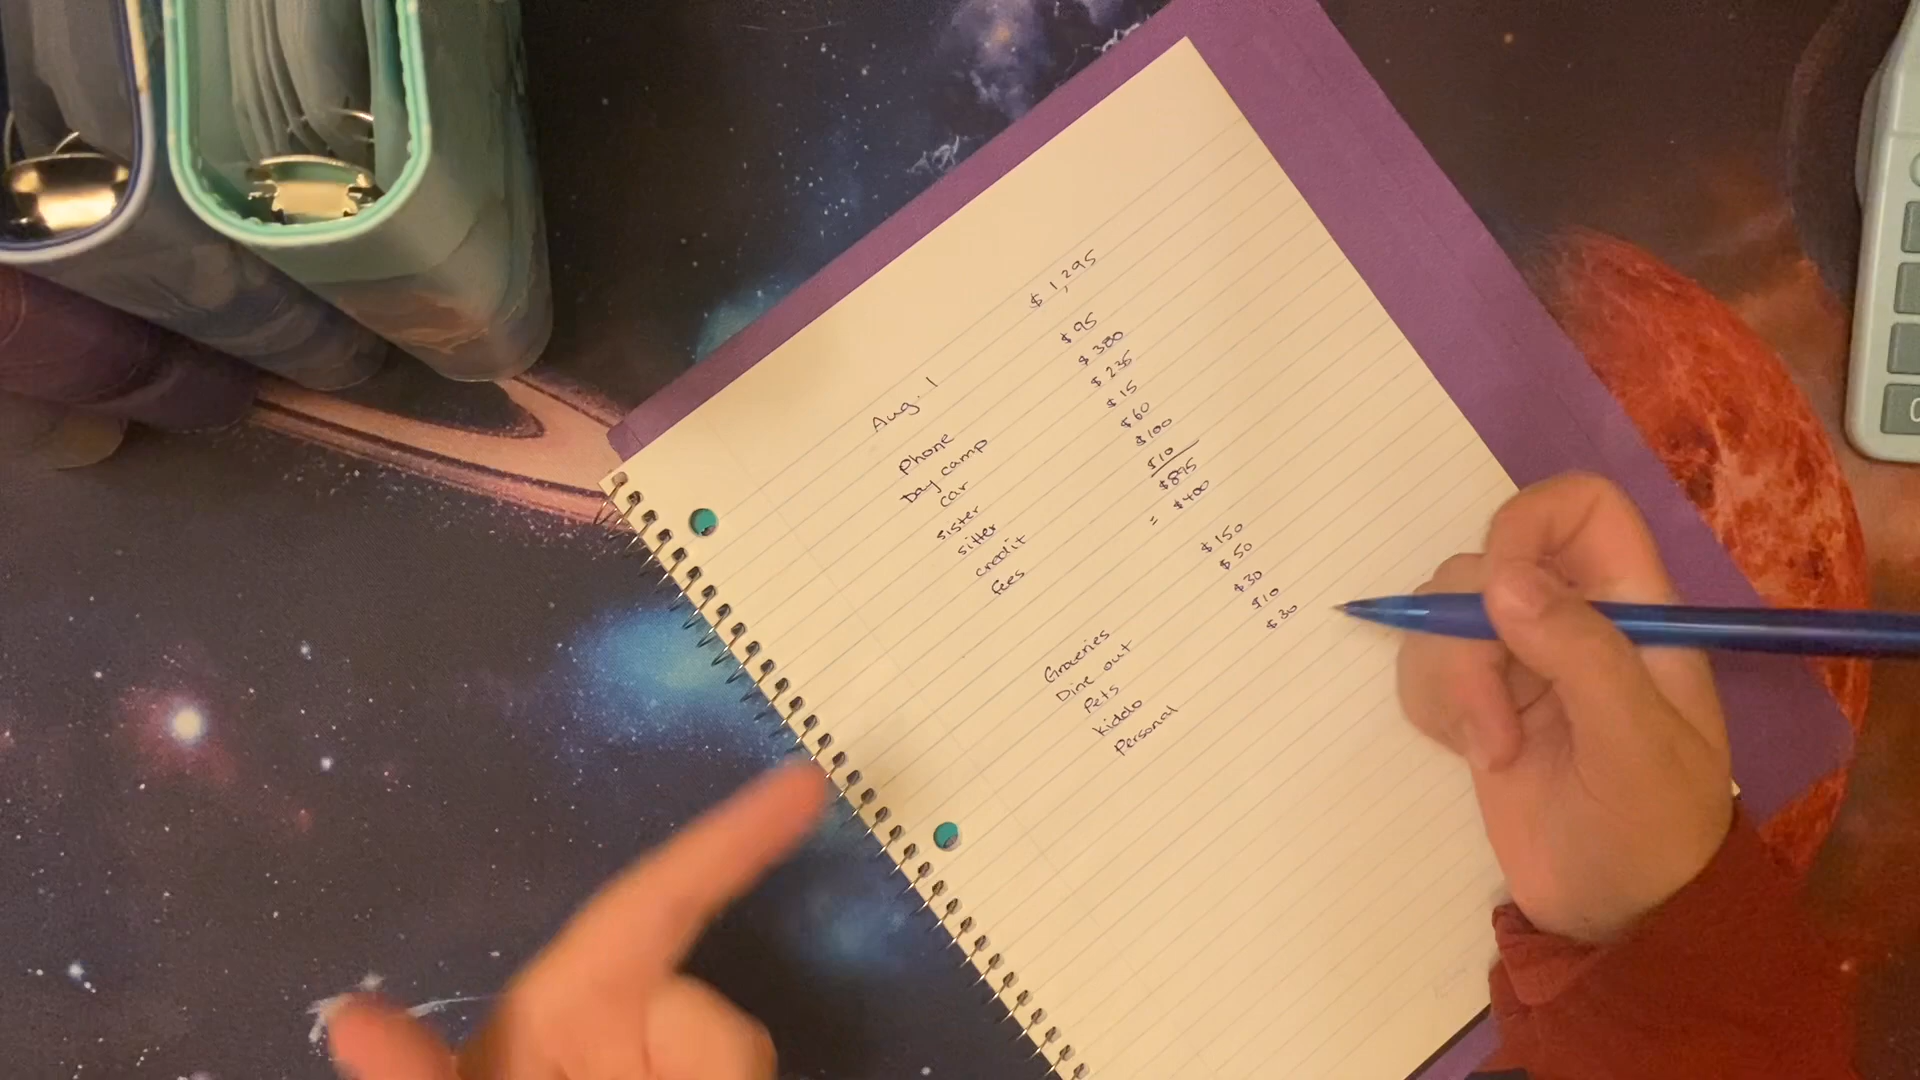 Aug. 1 $1,295
Phone $95
Day camp $380
car $235
sister $15
sitter $60
credit $100
fees $10
$895
= $400
Groceries $150
Dine out $50
Pets $30
Kiddo $10
Personal $30